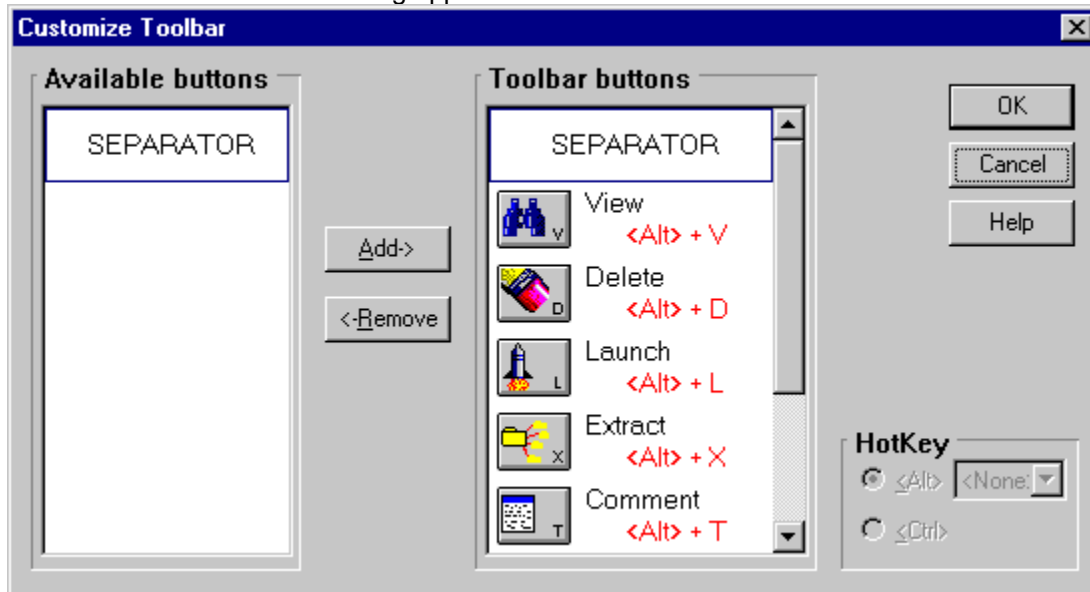 Customize Toolbar
Available buttons
SEPARATOR
Add->
<-Remove
Toolbar buttons
SEPARATOR
View
<Alt> + V
V
Delete
<Alt> + D
D
Launch
<Alt> + L
L
Extract
<Alt> + X
X
Comment
<Alt> + T
T
OK
Cancel
Help
HotKey
<Alt> <None:
<Ctrl>